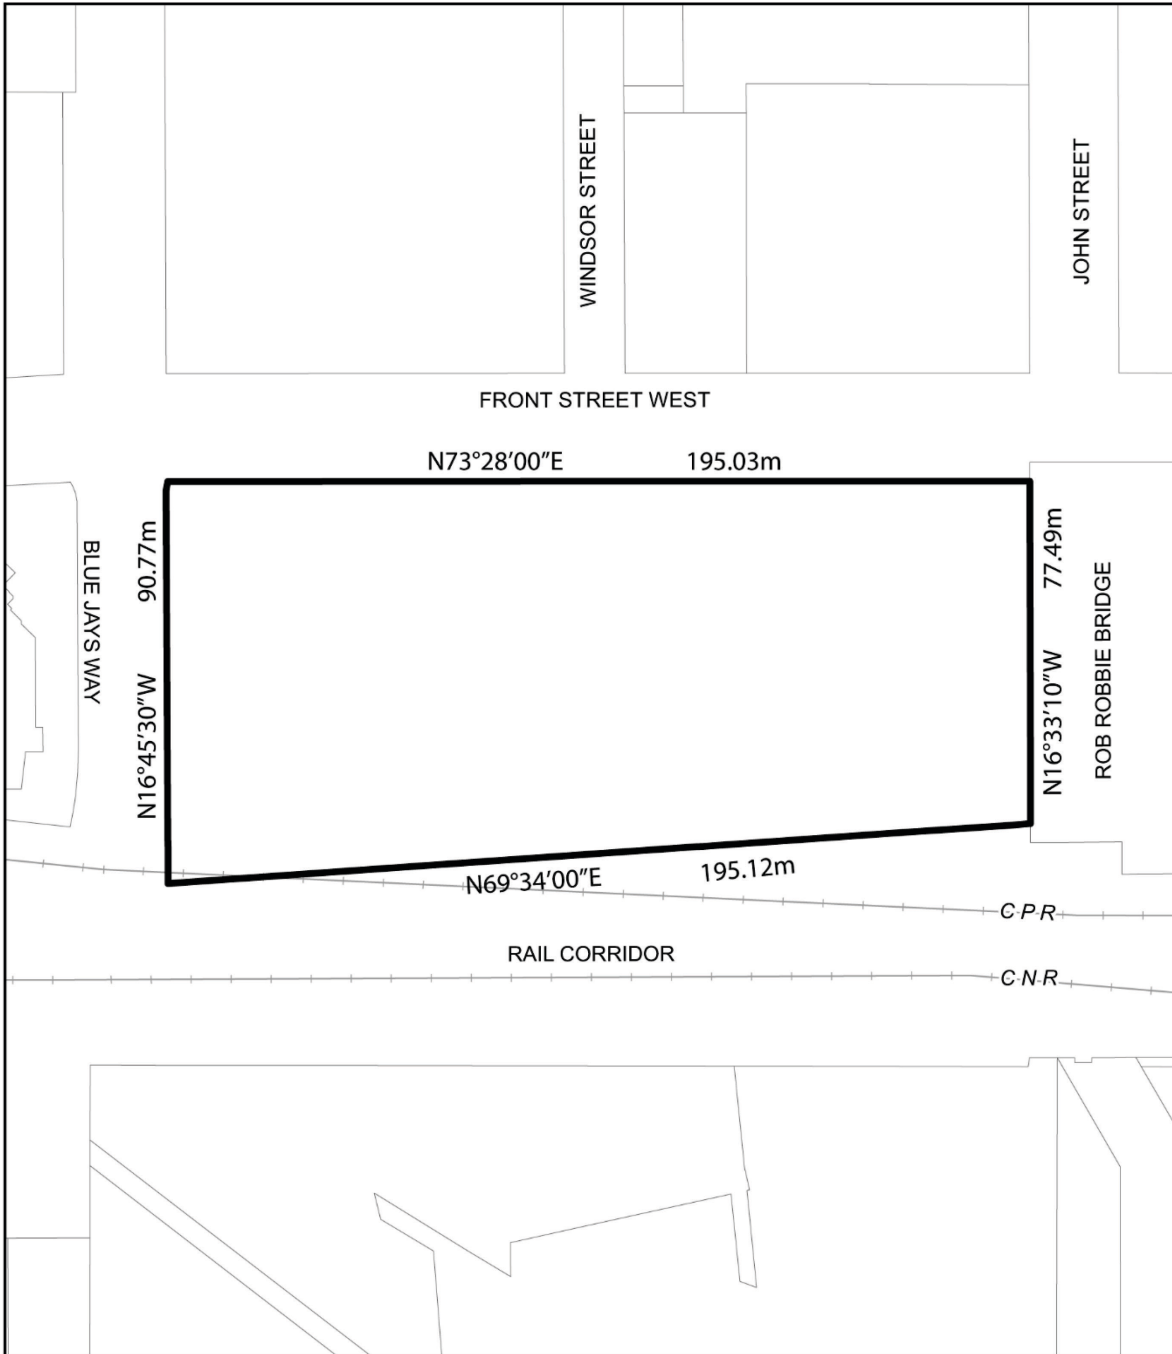 WINDSOR STREET
JOHN STREET
FRONT STREET WEST
N73°28'00"E 195.03m
BLUE JAYS WAY
N16°45'30"W 90.77m
N16°33'10"W 77.49m
ROB ROBBIE BRIDGE
N69°34'00"E 195.12m
C-P-R
RAIL CORRIDOR
C-N-R